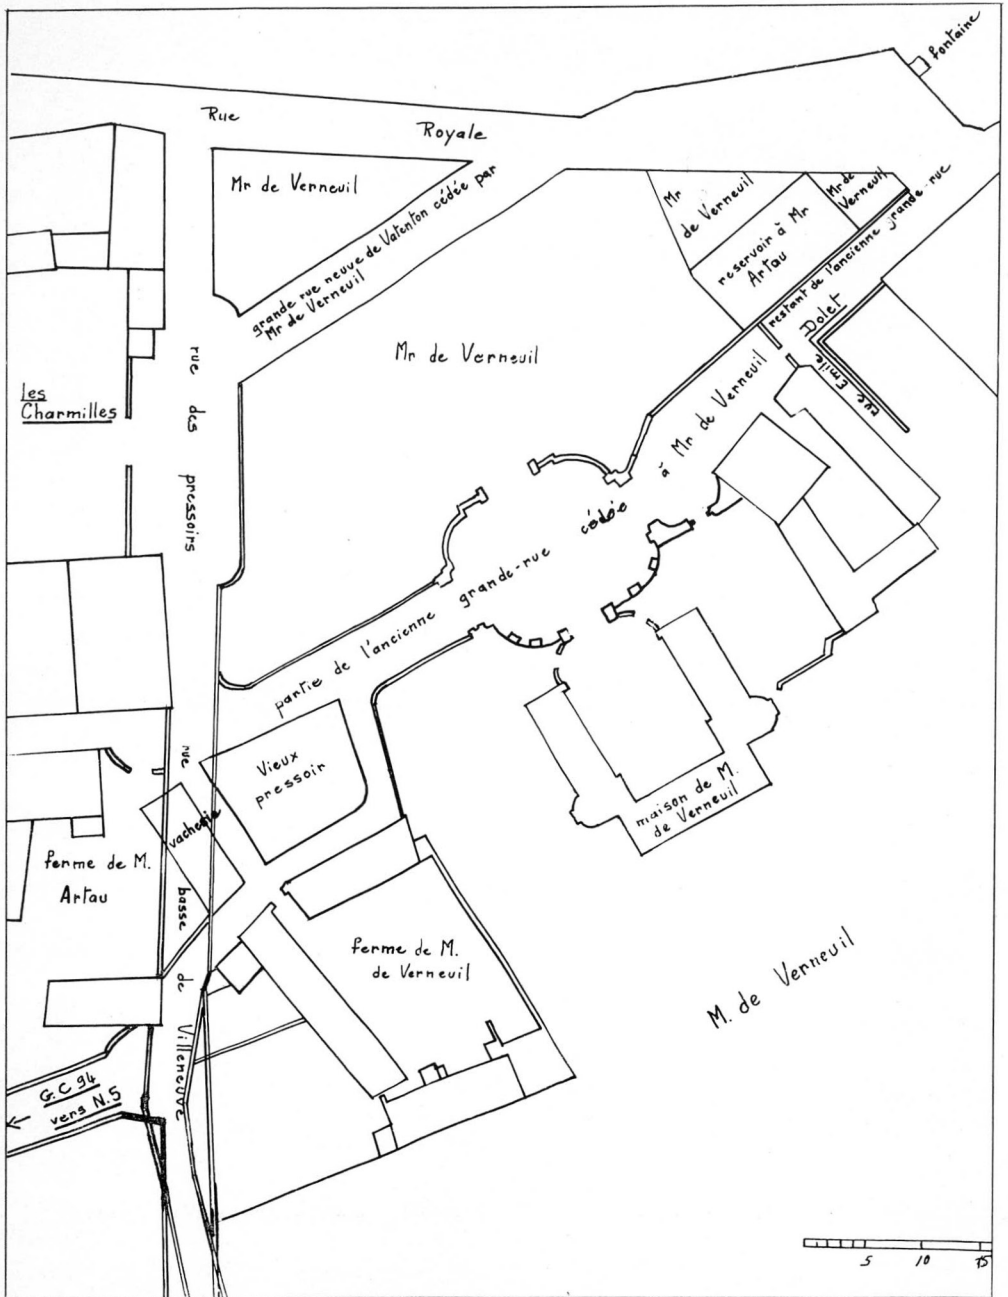 fontaine
Rue
Royale
Mr de Verneuil
grande rue neuve de Valenton cédée par
Mr de Verneuil
Mr
de Verneuil
Mr de
Verneuil
reservoir à Mr
Artau
restant de l'ancienne grande-rue
Dolet
rue Emile
Mr de Verneuil
Les
Charmilles
rue des pressoirs
partie de l'ancienne grande-rue cédée à Mr de Verneuil
Vieux
pressoir
maison de M.
de Verneuil
vacherie
ferme de M.
Artau
rue basse de Villeneuve
ferme de M.
de Verneuil
M. de Verneuil
G.C 94
vers N.5
5 10 15